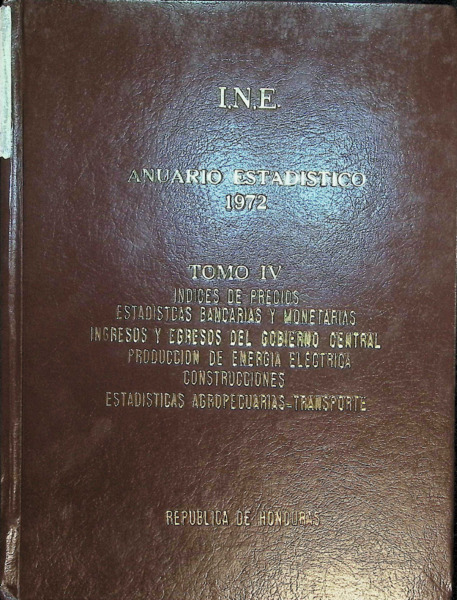 I.N.E.
ANUARIO ESTADISTICO
1972
TOMO IV
INDICES DE PRECIOS
ESTADISTCAS BANCARIAS Y MONETARIAS
INGRESOS Y EGRESOS DEL GOBIERNO CENTRAL
PRODUCCION DE ENERGIA ELECTRICA
CONSTRUCCIONES
ESTADISTICAS AGROPECUARIAS-TRANSPORTE
REPUBLICA DE HONDURAS